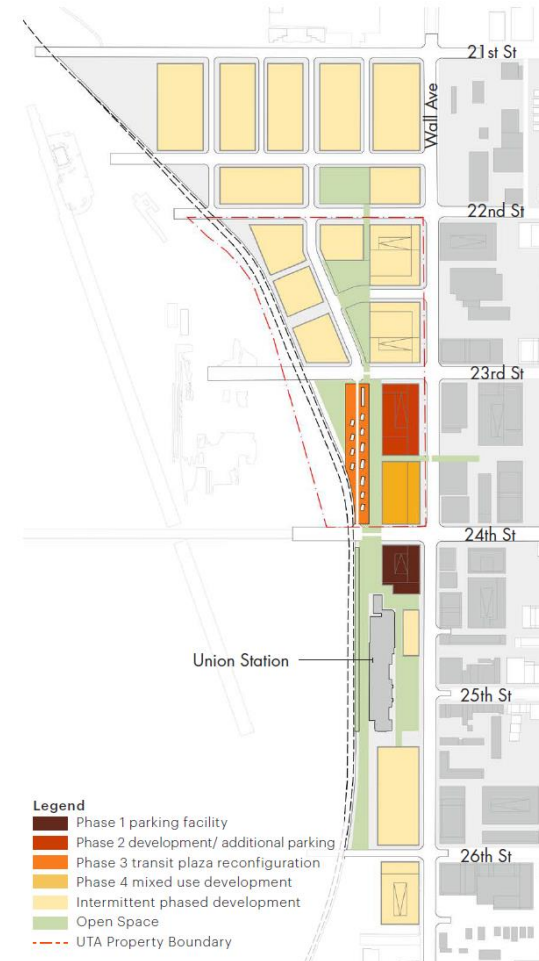 21st St
Wall Ave
22nd St
23rd St
24th St
Union Station
25th St
26th St
Legend
Phase 1 parking facility
Phase 2 development/ additional parking
Phase 3 transit plaza reconfiguration
Phase 4 mixed use development
Intermittent phased development
Open Space
UTA Property Boundary